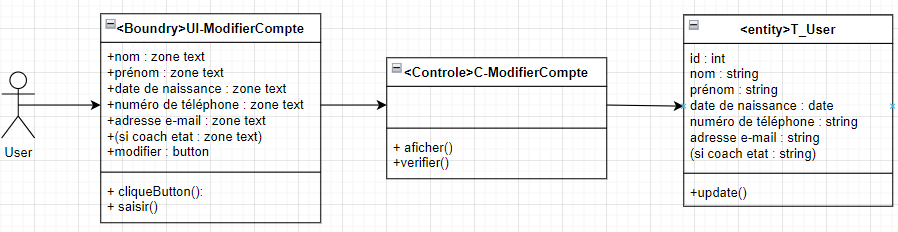 User
<Boundry>UI-ModifierCompte
+nom : zone text
+prénom : zone text
+date de naissance : zone text
+numéro de téléphone : zone text
+adresse e-mail : zone text
+(si coach etat : zone text)
+modifier : button
+ cliqueButton():
+ saisir()
<Controle>C-ModifierCompte
+ aficher()
+verifier()
<entity>T_User
id : int
nom : string
prénom : string
date de naissance : date
numéro de téléphone : string
adresse e-mail : string
(si coach etat : string)
+update()